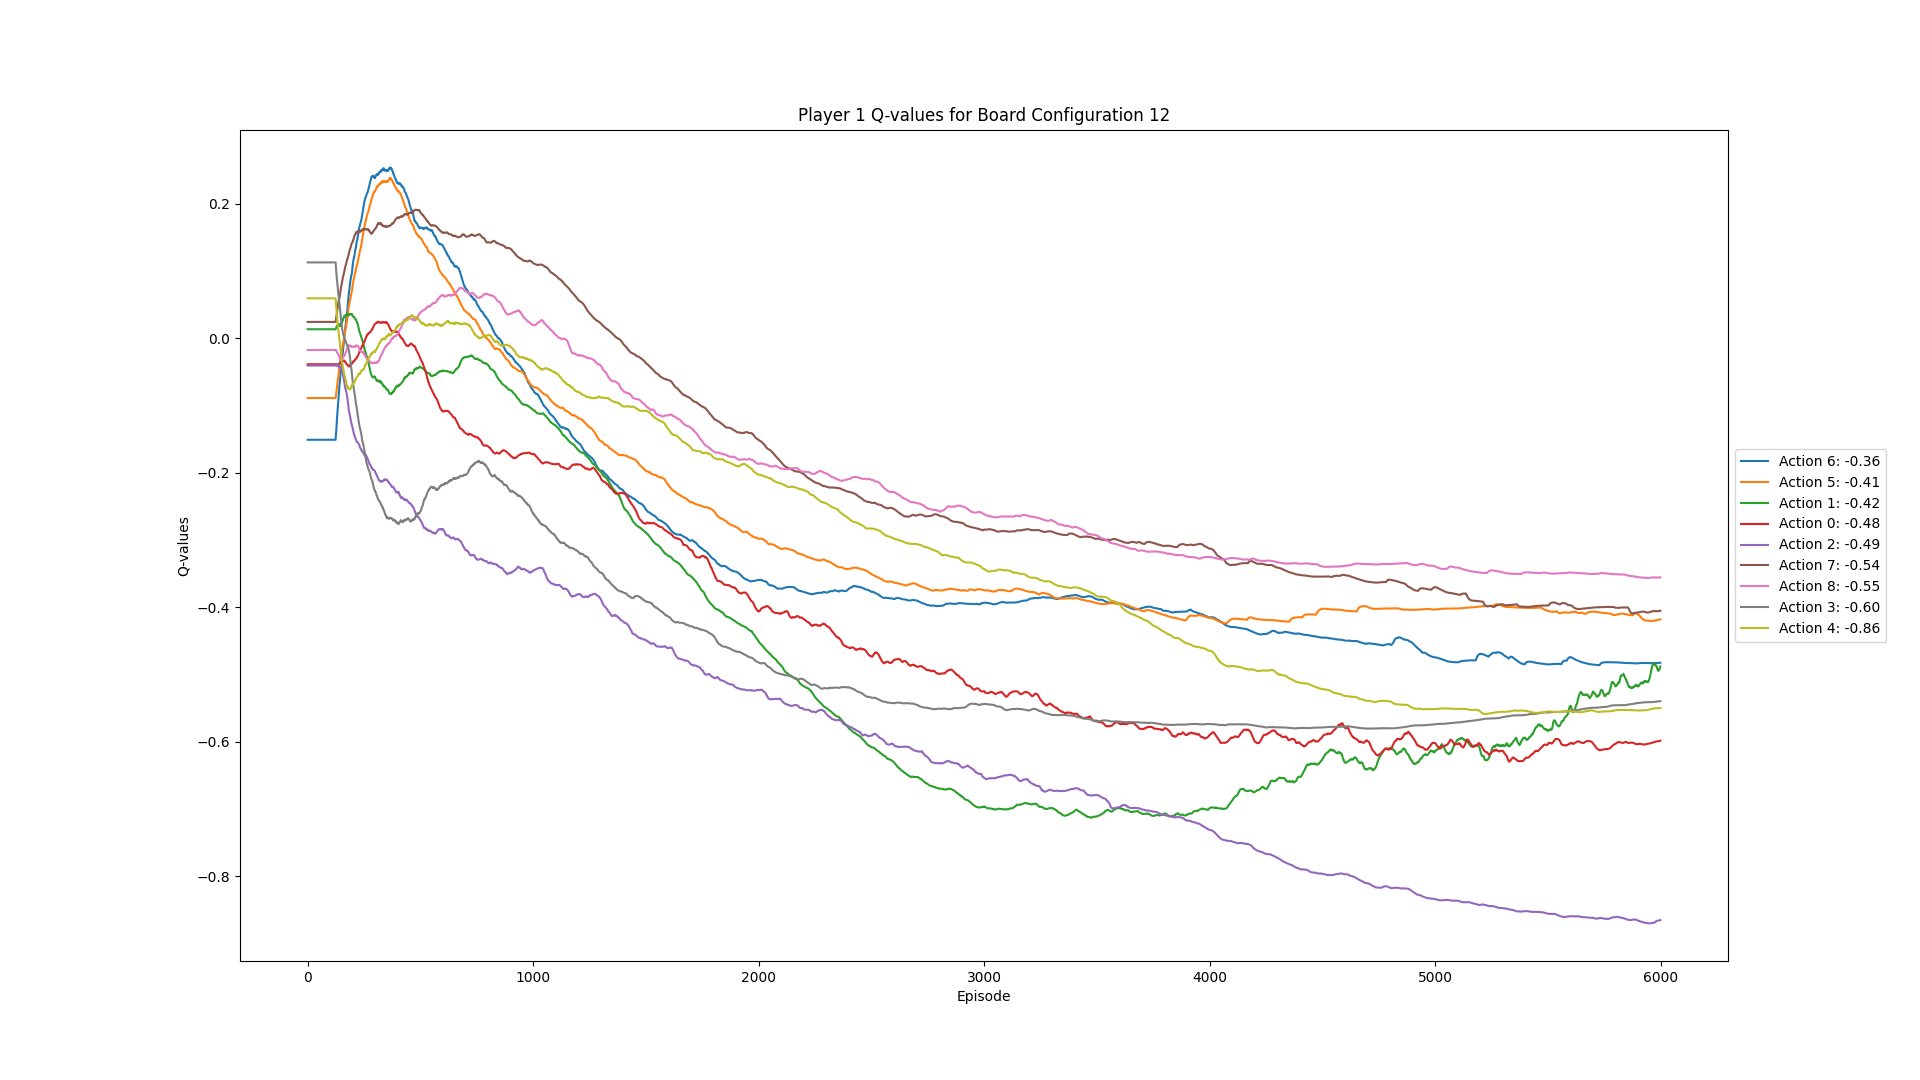 Player 1 Q-values for Board Configuration 12
0.2
0.0
−0.2
−0.4
−0.6
−0.8
Q-values
0
1000
2000
3000
4000
5000
6000
Episode
Action 6: -0.36
Action 5: -0.41
Action 1: -0.42
Action 0: -0.48
Action 2: -0.49
Action 7: -0.54
Action 8: -0.55
Action 3: -0.60
Action 4: -0.86